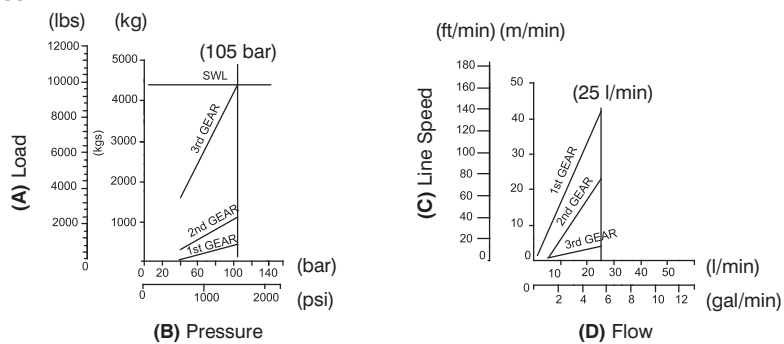 (lbs) (kg)
(105 bar)
SWL
12000
10000
8000
6000
4000
2000
0
5000
4000
3000
2000
1000
(kgs)
(A) Load
3rd GEAR
2nd GEAR
1st GEAR
0 20 40 60 80 100 140 (bar)
0 1000 2000 (psi)
(B) Pressure
(ft/min) (m/min)
(25 l/min)
180
160
140
120
100
80
60
40
20
0
50
40
30
20
10
0
(C) Line Speed
1st GEAR
2nd GEAR
3rd GEAR
10 20 30 40 50 (l/min)
0 2 4 6 8 10 12 (gal/min)
(D) Flow